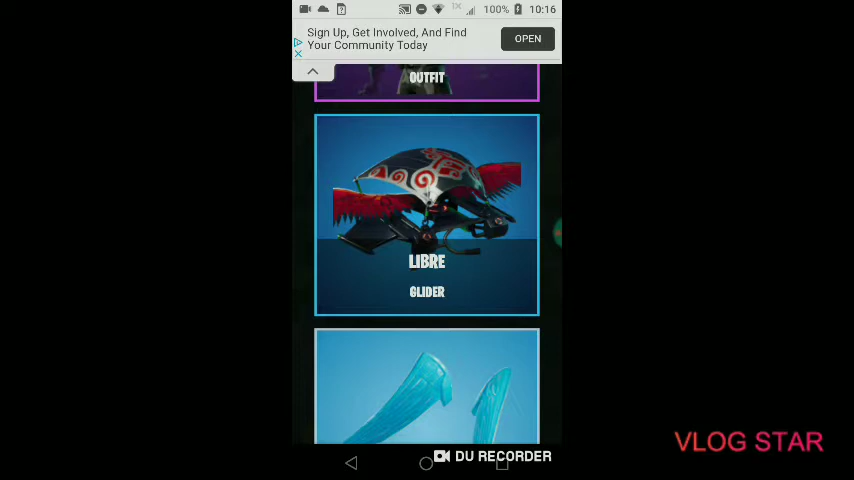 1X 100% 10:16
Sign Up, Get Involved, And Find
Your Community Today
OPEN
OUTFIT
LIBRE
GLIDER
DU RECORDER
VLOG STAR